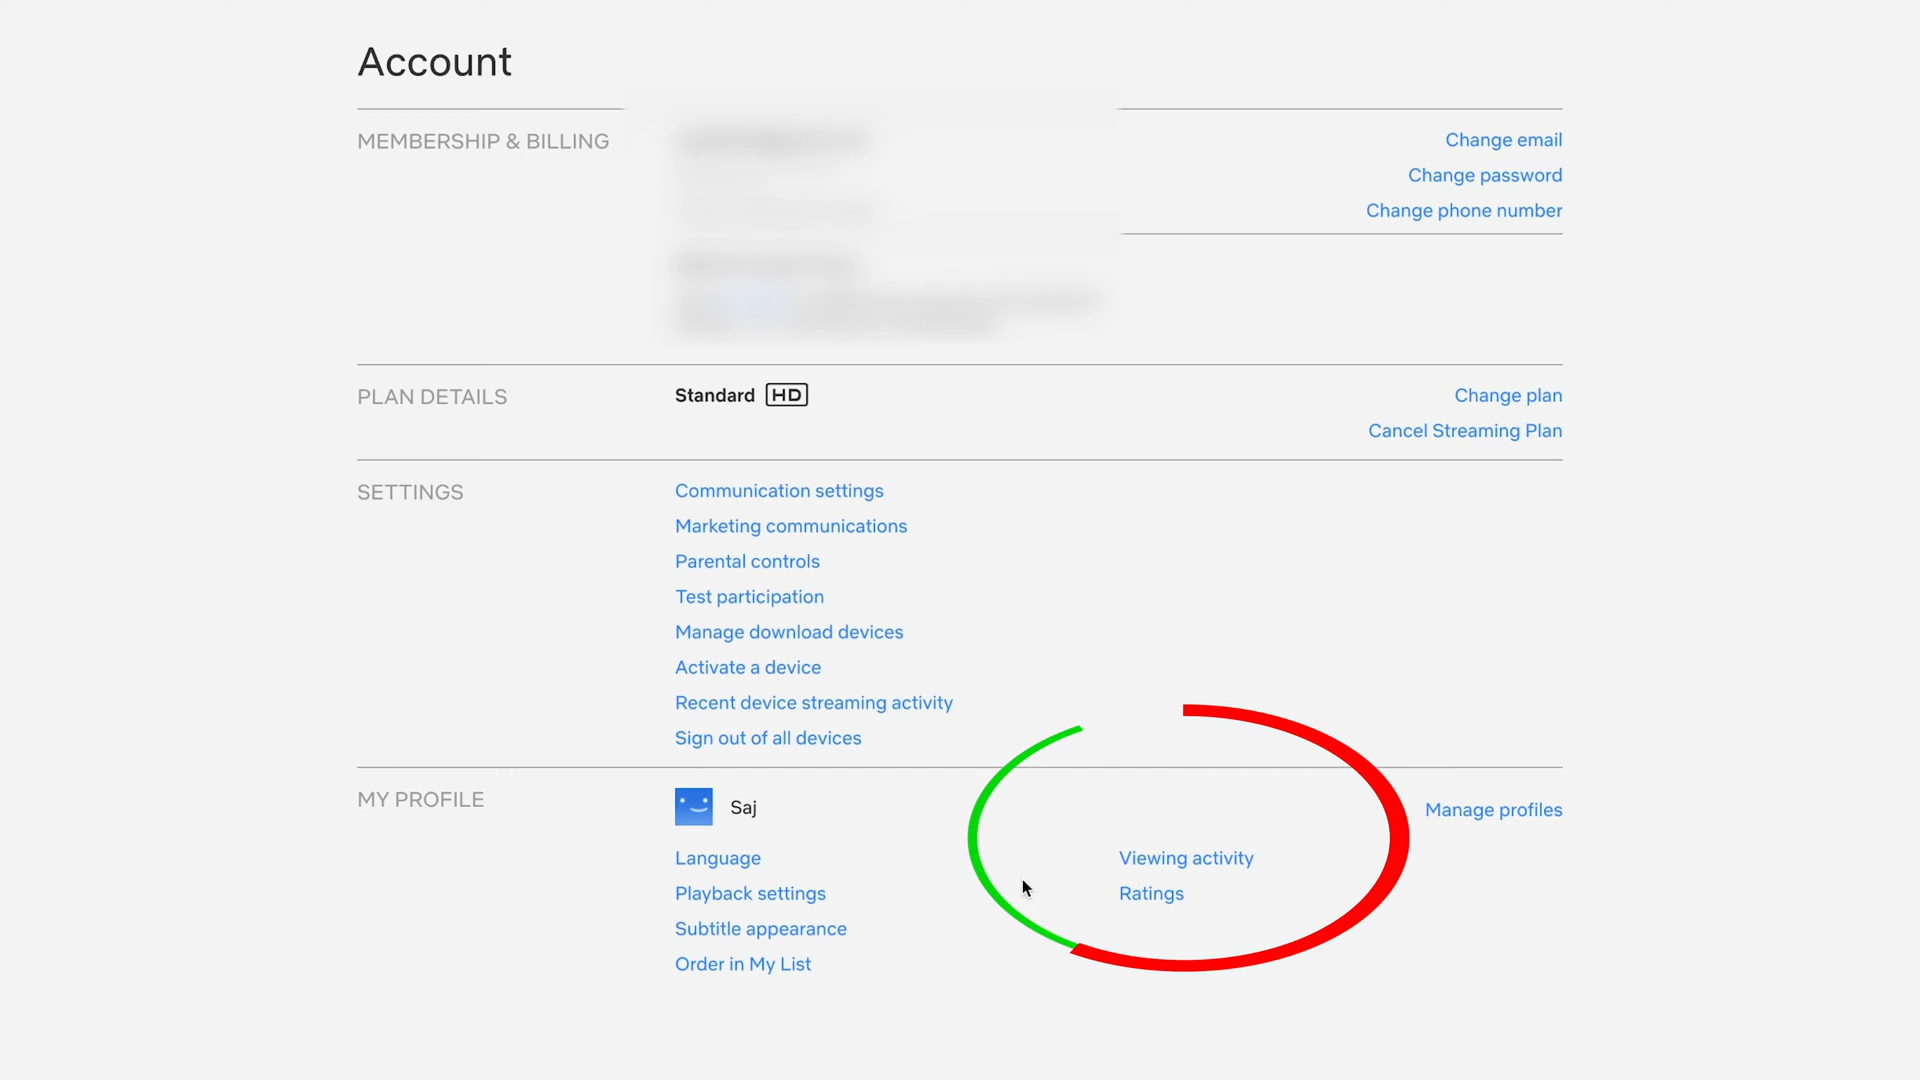 Account
MEMBERSHIP & BILLING
Change email
Change password
Change phone number
PLAN DETAILS
Standard HD
Change plan
Cancel Streaming Plan
SETTINGS
Communication settings
Marketing communications
Parental controls
Test participation
Manage download devices
Activate a device
Recent device streaming activity
Sign out of all devices
MY PROFILE
Saj
Manage profiles
Language
Viewing activity
Playback settings
Ratings
Subtitle appearance
Order in My List